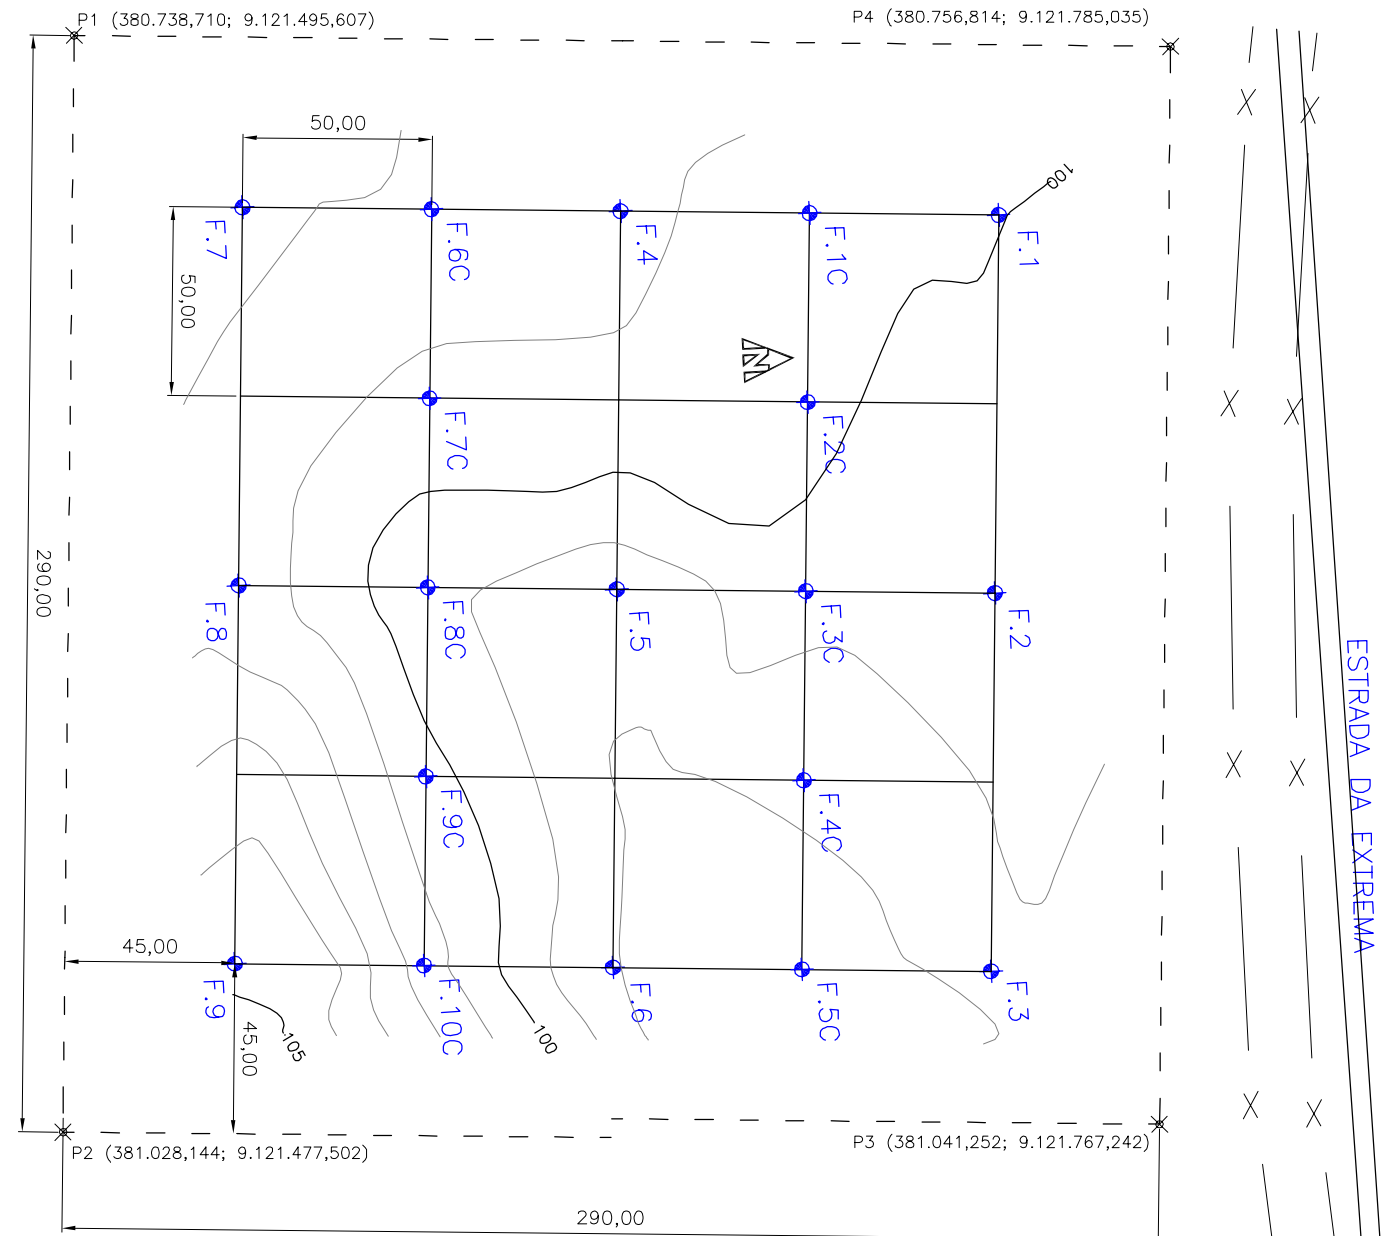 P1 (380.738,710; 9.121.495,607)
P4 (380.756,814; 9.121.785,035)
50,00
100
F.7
F.6C
F.4
F.1C
F.1
50,00
N
F.7C
F.2C
290,00
F.8
F.8C
F.5
F.3C
F.2
ESTRADA DA EXTREMA
F.9C
F.4C
45,00
F.9
F.10C
F.6
F.5C
F.3
45,00
105
100
P2 (381.028,144; 9.121.477,502)
P3 (381.041,252; 9.121.767,242)
290,00